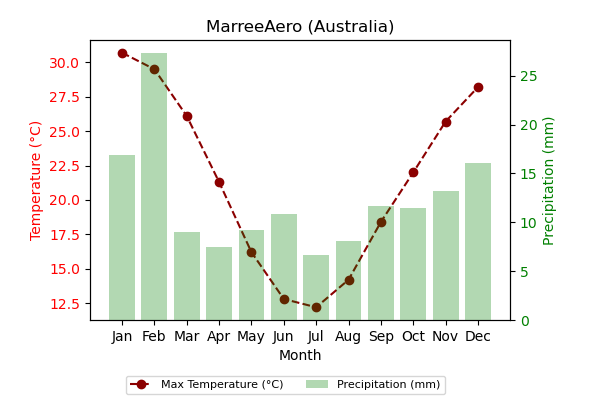 MarreeAero (Australia)
30.0
27.5
25.0
22.5
20.0
17.5
15.0
12.5
Temperature (°C)
25
20
15
10
5
0
Precipitation (mm)
Jan Feb Mar Apr May Jun Jul Aug Sep Oct Nov Dec
Month
Max Temperature (°C) Precipitation (mm)